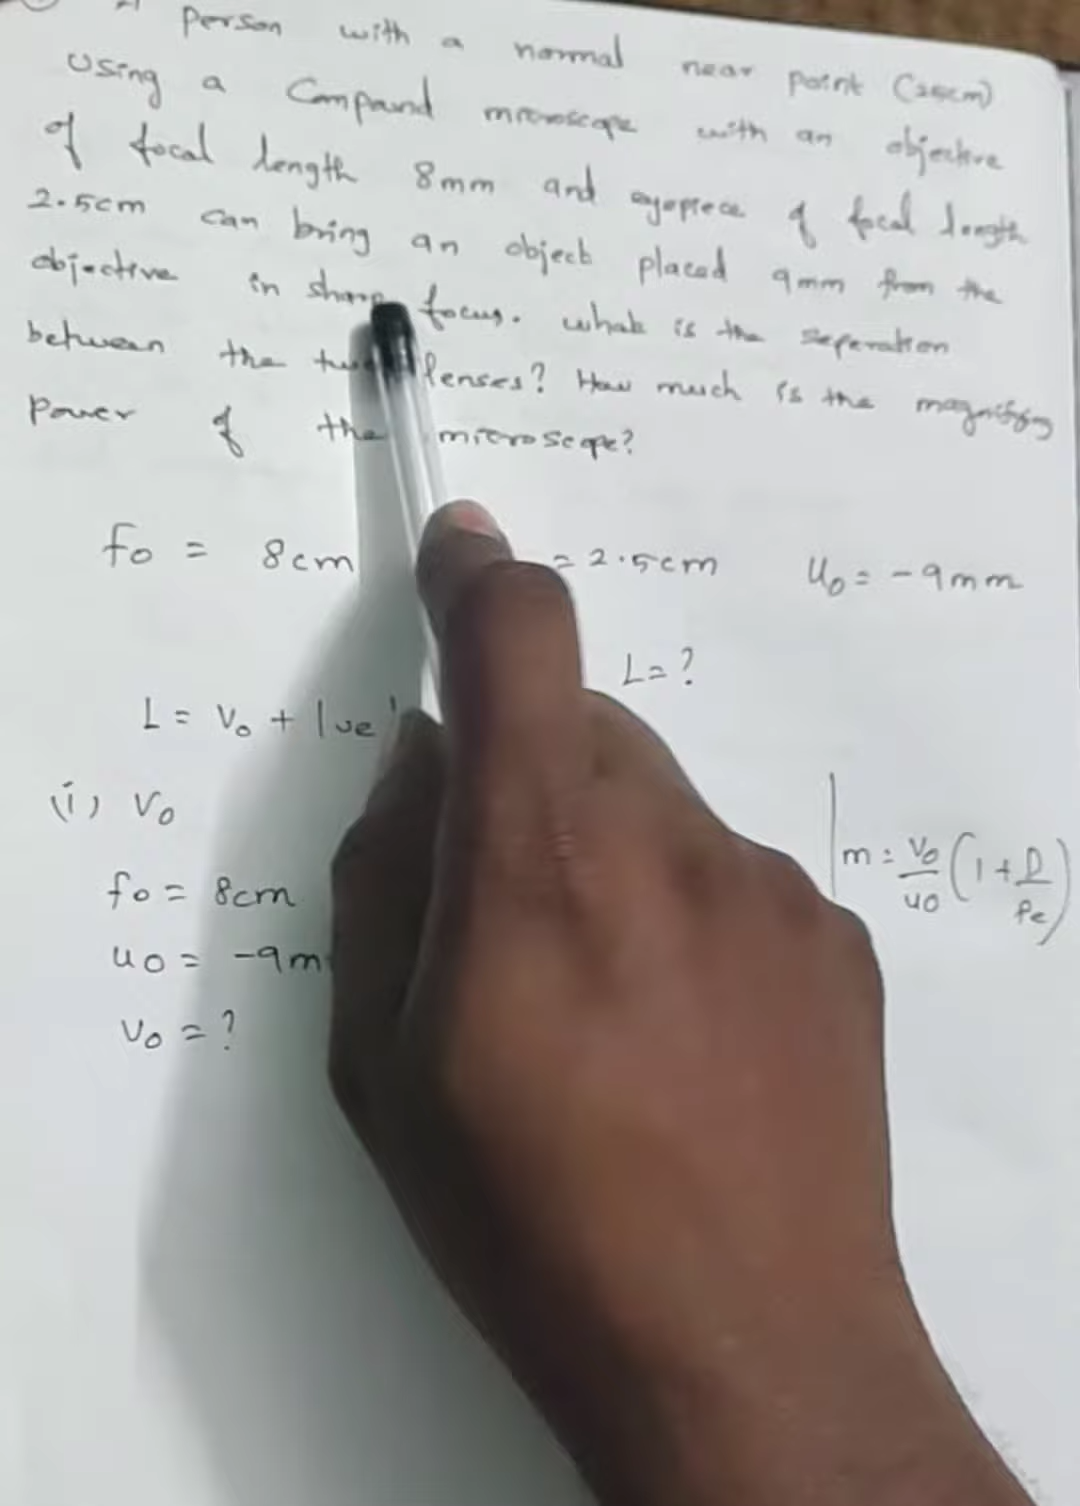 person with a normal near point (25cm)
Using a Compound microscope with an objective
of focal length 8mm and eyepiece of focal length
2.5cm can bring an object placed 9mm from the
objective in sharp focus. what is the seperation
between the two lenses? How much is the magnifying
Power of the microscope?
fo = 8cm = 2.5cm uo = -9mm
L = ?
L = vo + |ue|
(i) vo
fo = 8cm
m = vo/uo (1 + D/fe)
uo = -9m
vo = ?